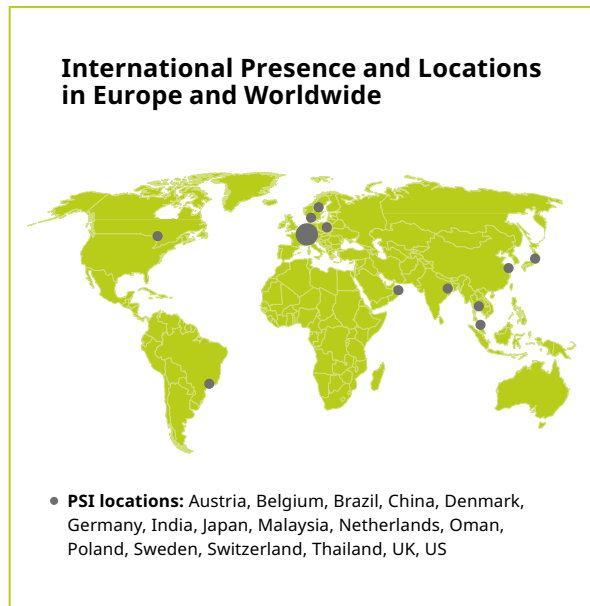 International Presence and Locations
in Europe and Worldwide
PSI locations: Austria, Belgium, Brazil, China, Denmark,
Germany, India, Japan, Malaysia, Netherlands, Oman,
Poland, Sweden, Switzerland, Thailand, UK, US